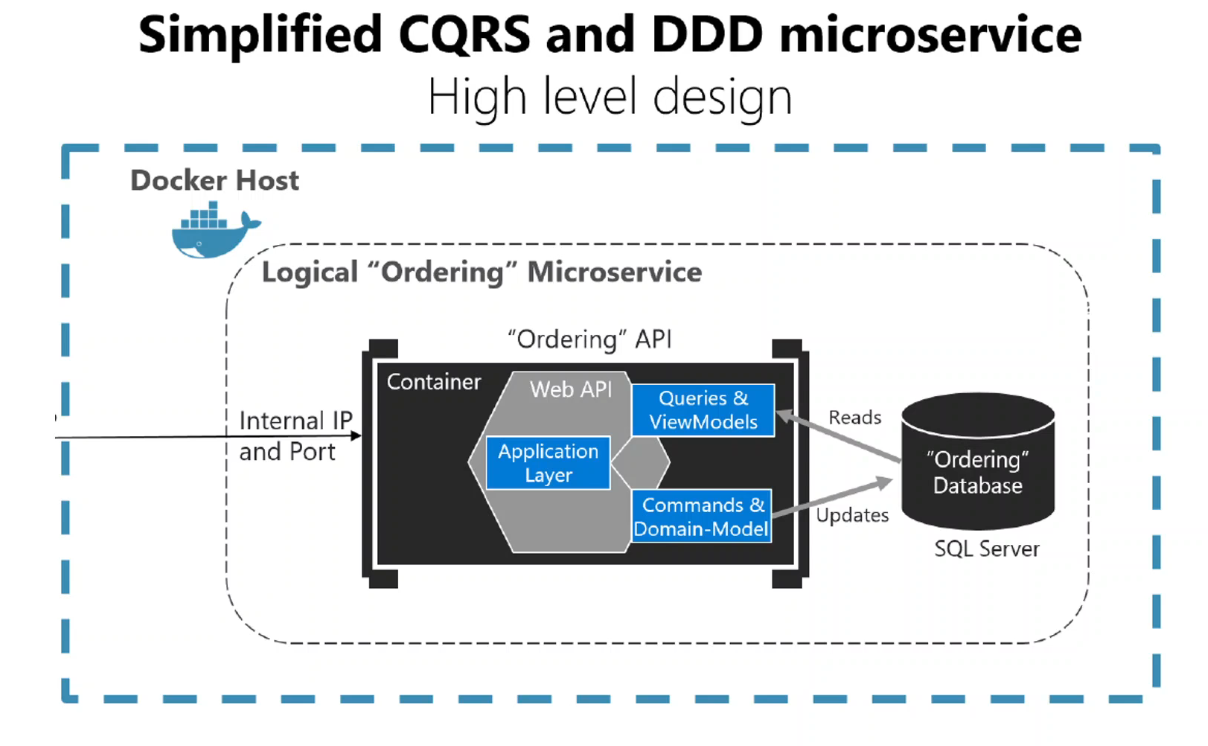 Simplified CQRS and DDD microservice
High level design
Docker Host
Logical “Ordering” Microservice
“Ordering” API
Container
Web API
Queries &
ViewModels
Reads
Internal IP
and Port
Application
Layer
“Ordering”
Database
Commands &
Domain-Model
Updates
SQL Server